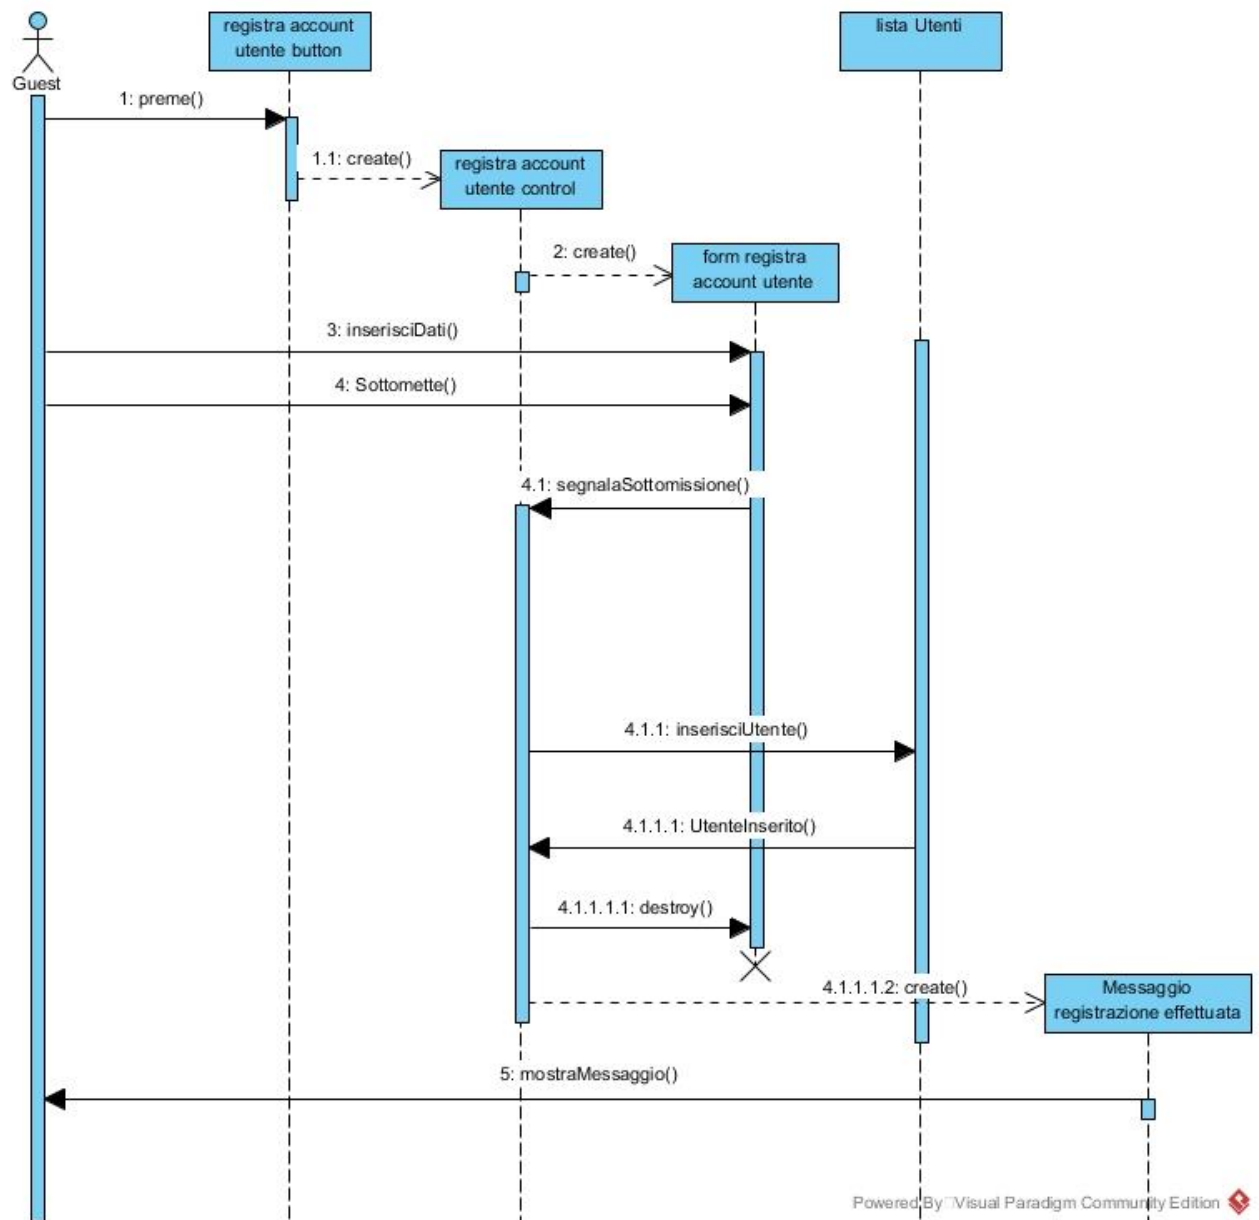 registra account
utente button
lista Utenti
Guest
1: preme()
1.1: create()
registra account
utente control
2: create()
form registra
account utente
3: inserisciDati()
4: Sottomette()
4.1: segnalaSottomissione()
4.1.1: inserisciUtente()
4.1.1.1: UtenteInserito()
4.1.1.1.1: destroy()
4.1.1.1.2: create()
Messaggio
registrazione effettuata
5: mostraMessaggio()
Powered By Visual Paradigm Community Edition